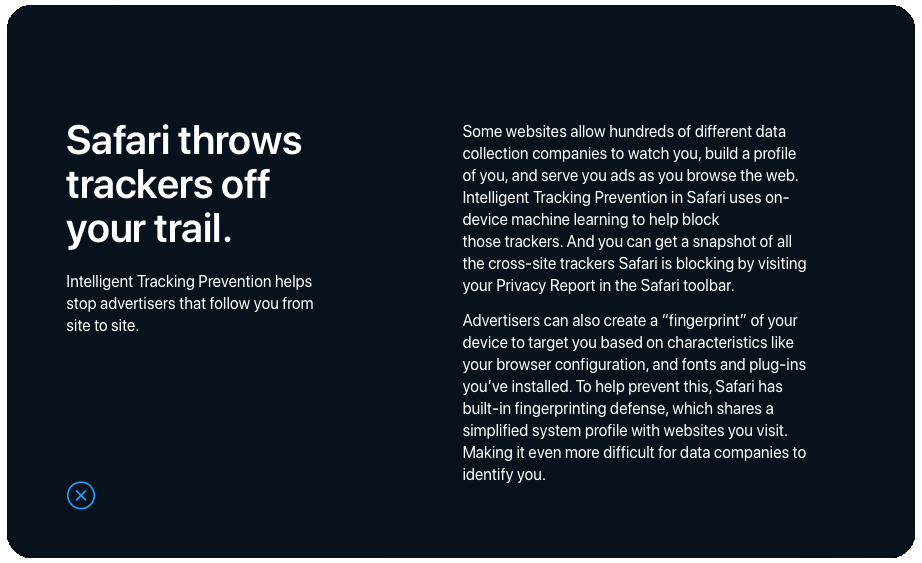 Safari throws
trackers off
your trail.
Intelligent Tracking Prevention helps
stop advertisers that follow you from
site to site.
Some websites allow hundreds of different data
collection companies to watch you, build a profile
of you, and serve you ads as you browse the web.
Intelligent Tracking Prevention in Safari uses on-
device machine learning to help block
those trackers. And you can get a snapshot of all
the cross-site trackers Safari is blocking by visiting
your Privacy Report in the Safari toolbar.
Advertisers can also create a “fingerprint” of your
device to target you based on characteristics like
your browser configuration, and fonts and plug-ins
you’ve installed. To help prevent this, Safari has
built-in fingerprinting defense, which shares a
simplified system profile with websites you visit.
Making it even more difficult for data companies to
identify you.